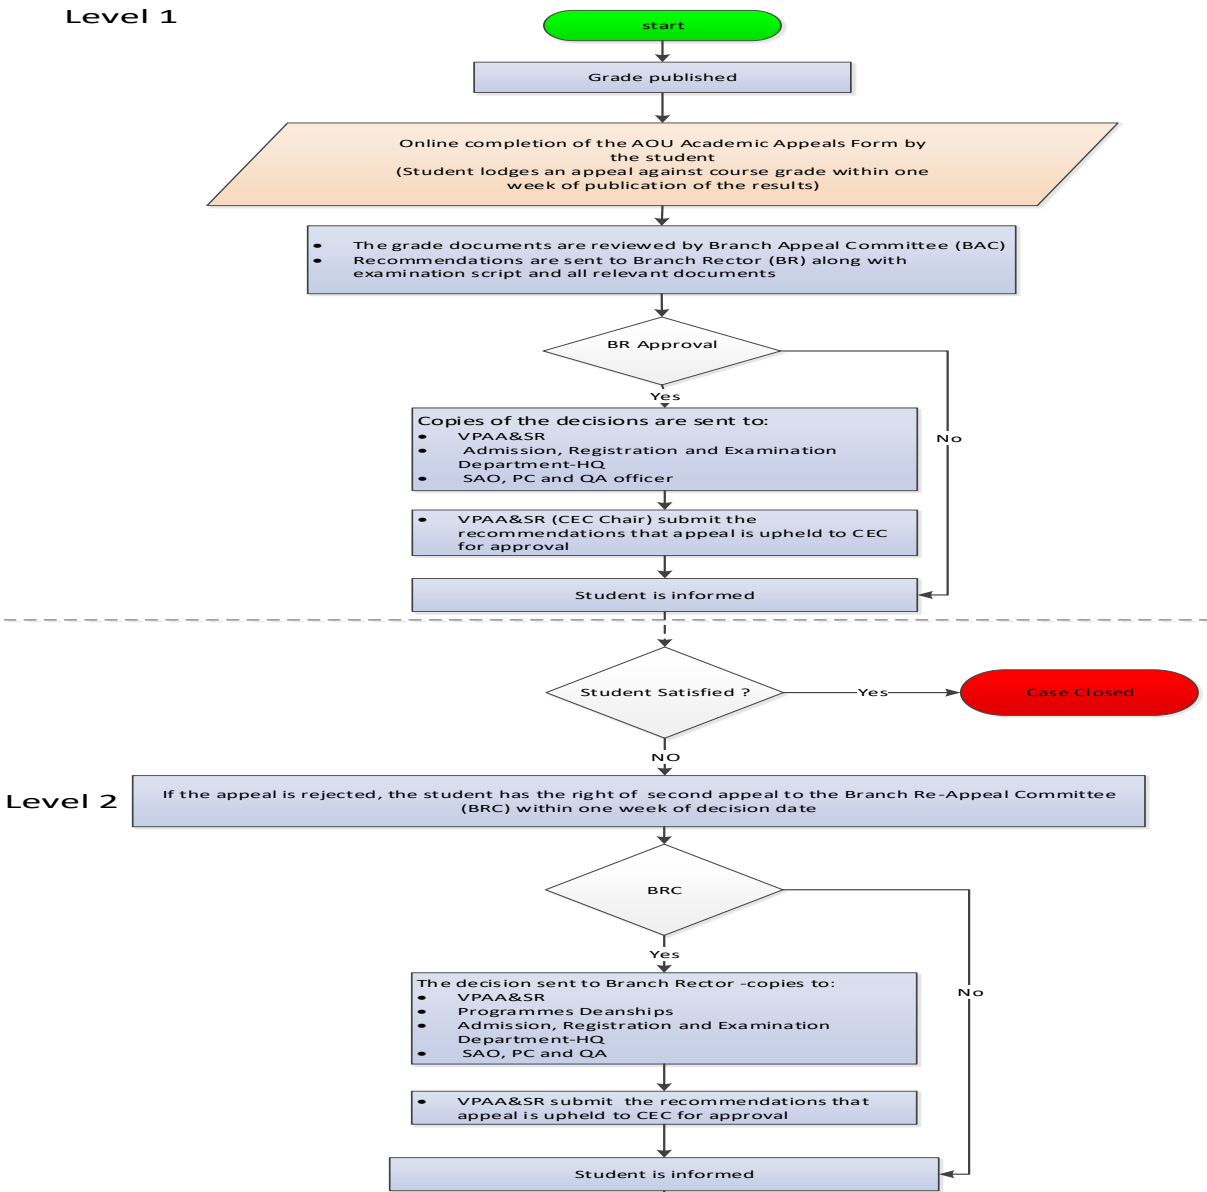 Level 1
start
Grade published
Online completion of the AOU Academic Appeals Form by
the student
(Student lodges an appeal against course grade within one
week of publication of the results)
• The grade documents are reviewed by Branch Appeal Committee (BAC)
• Recommendations are sent to Branch Rector (BR) along with
examination script and all relevant documents
BR Approval
Yes
No
Copies of the decisions are sent to:
• VPAA&SR
• Admission, Registration and Examination
Department-HQ
• SAO, PC and QA officer
• VPAA&SR (CEC Chair) submit the
recommendations that appeal is upheld to CEC
for approval
Student is informed
Student Satisfied ?
Yes
Case Closed
NO
Level 2
If the appeal is rejected, the student has the right of second appeal to the Branch Re-Appeal Committee
(BRC) within one week of decision date
BRC
Yes
No
The decision sent to Branch Rector -copies to:
• VPAA&SR
• Programmes Deanships
• Admission, Registration and Examination
Department-HQ
• SAO, PC and QA
• VPAA&SR submit the recommendations that
appeal is upheld to CEC for approval
Student is informed